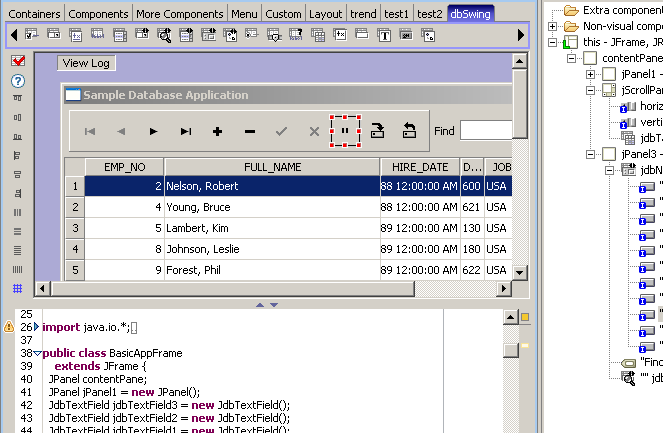 Containers Components More Components Menu Custom Layout trend test1 test2 dbSwing
View Log
Sample Database Application
Find
EMP_NO FULL_NAME HIRE_DATE D... JOB
1 2 Nelson, Robert 88 12:00:00 AM 600 USA
2 4 Young, Bruce 88 12:00:00 AM 621 USA
3 5 Lambert, Kim 89 12:00:00 AM 130 USA
4 8 Johnson, Leslie 89 12:00:00 AM 180 USA
5 9 Forest, Phil 89 12:00:00 AM 622 USA
25
26 import java.io.*;
37
38 public class BasicAppFrame
39 extends JFrame {
40 JPanel contentPane;
41 JPanel jPanel1 = new JPanel();
42 JdbTextField jdbTextField3 = new JdbTextField();
43 JdbTextField jdbTextField2 = new JdbTextField();
44 JdbTextField jdbTextField1 = new JdbTextField();
Extra componen
Non-visual compo
this - JFrame, JR
contentPane
jPanel1 -
jScrollPar
horiz
verti
jdbT
jPanel3 -
jdbN
"Find
"" jdb